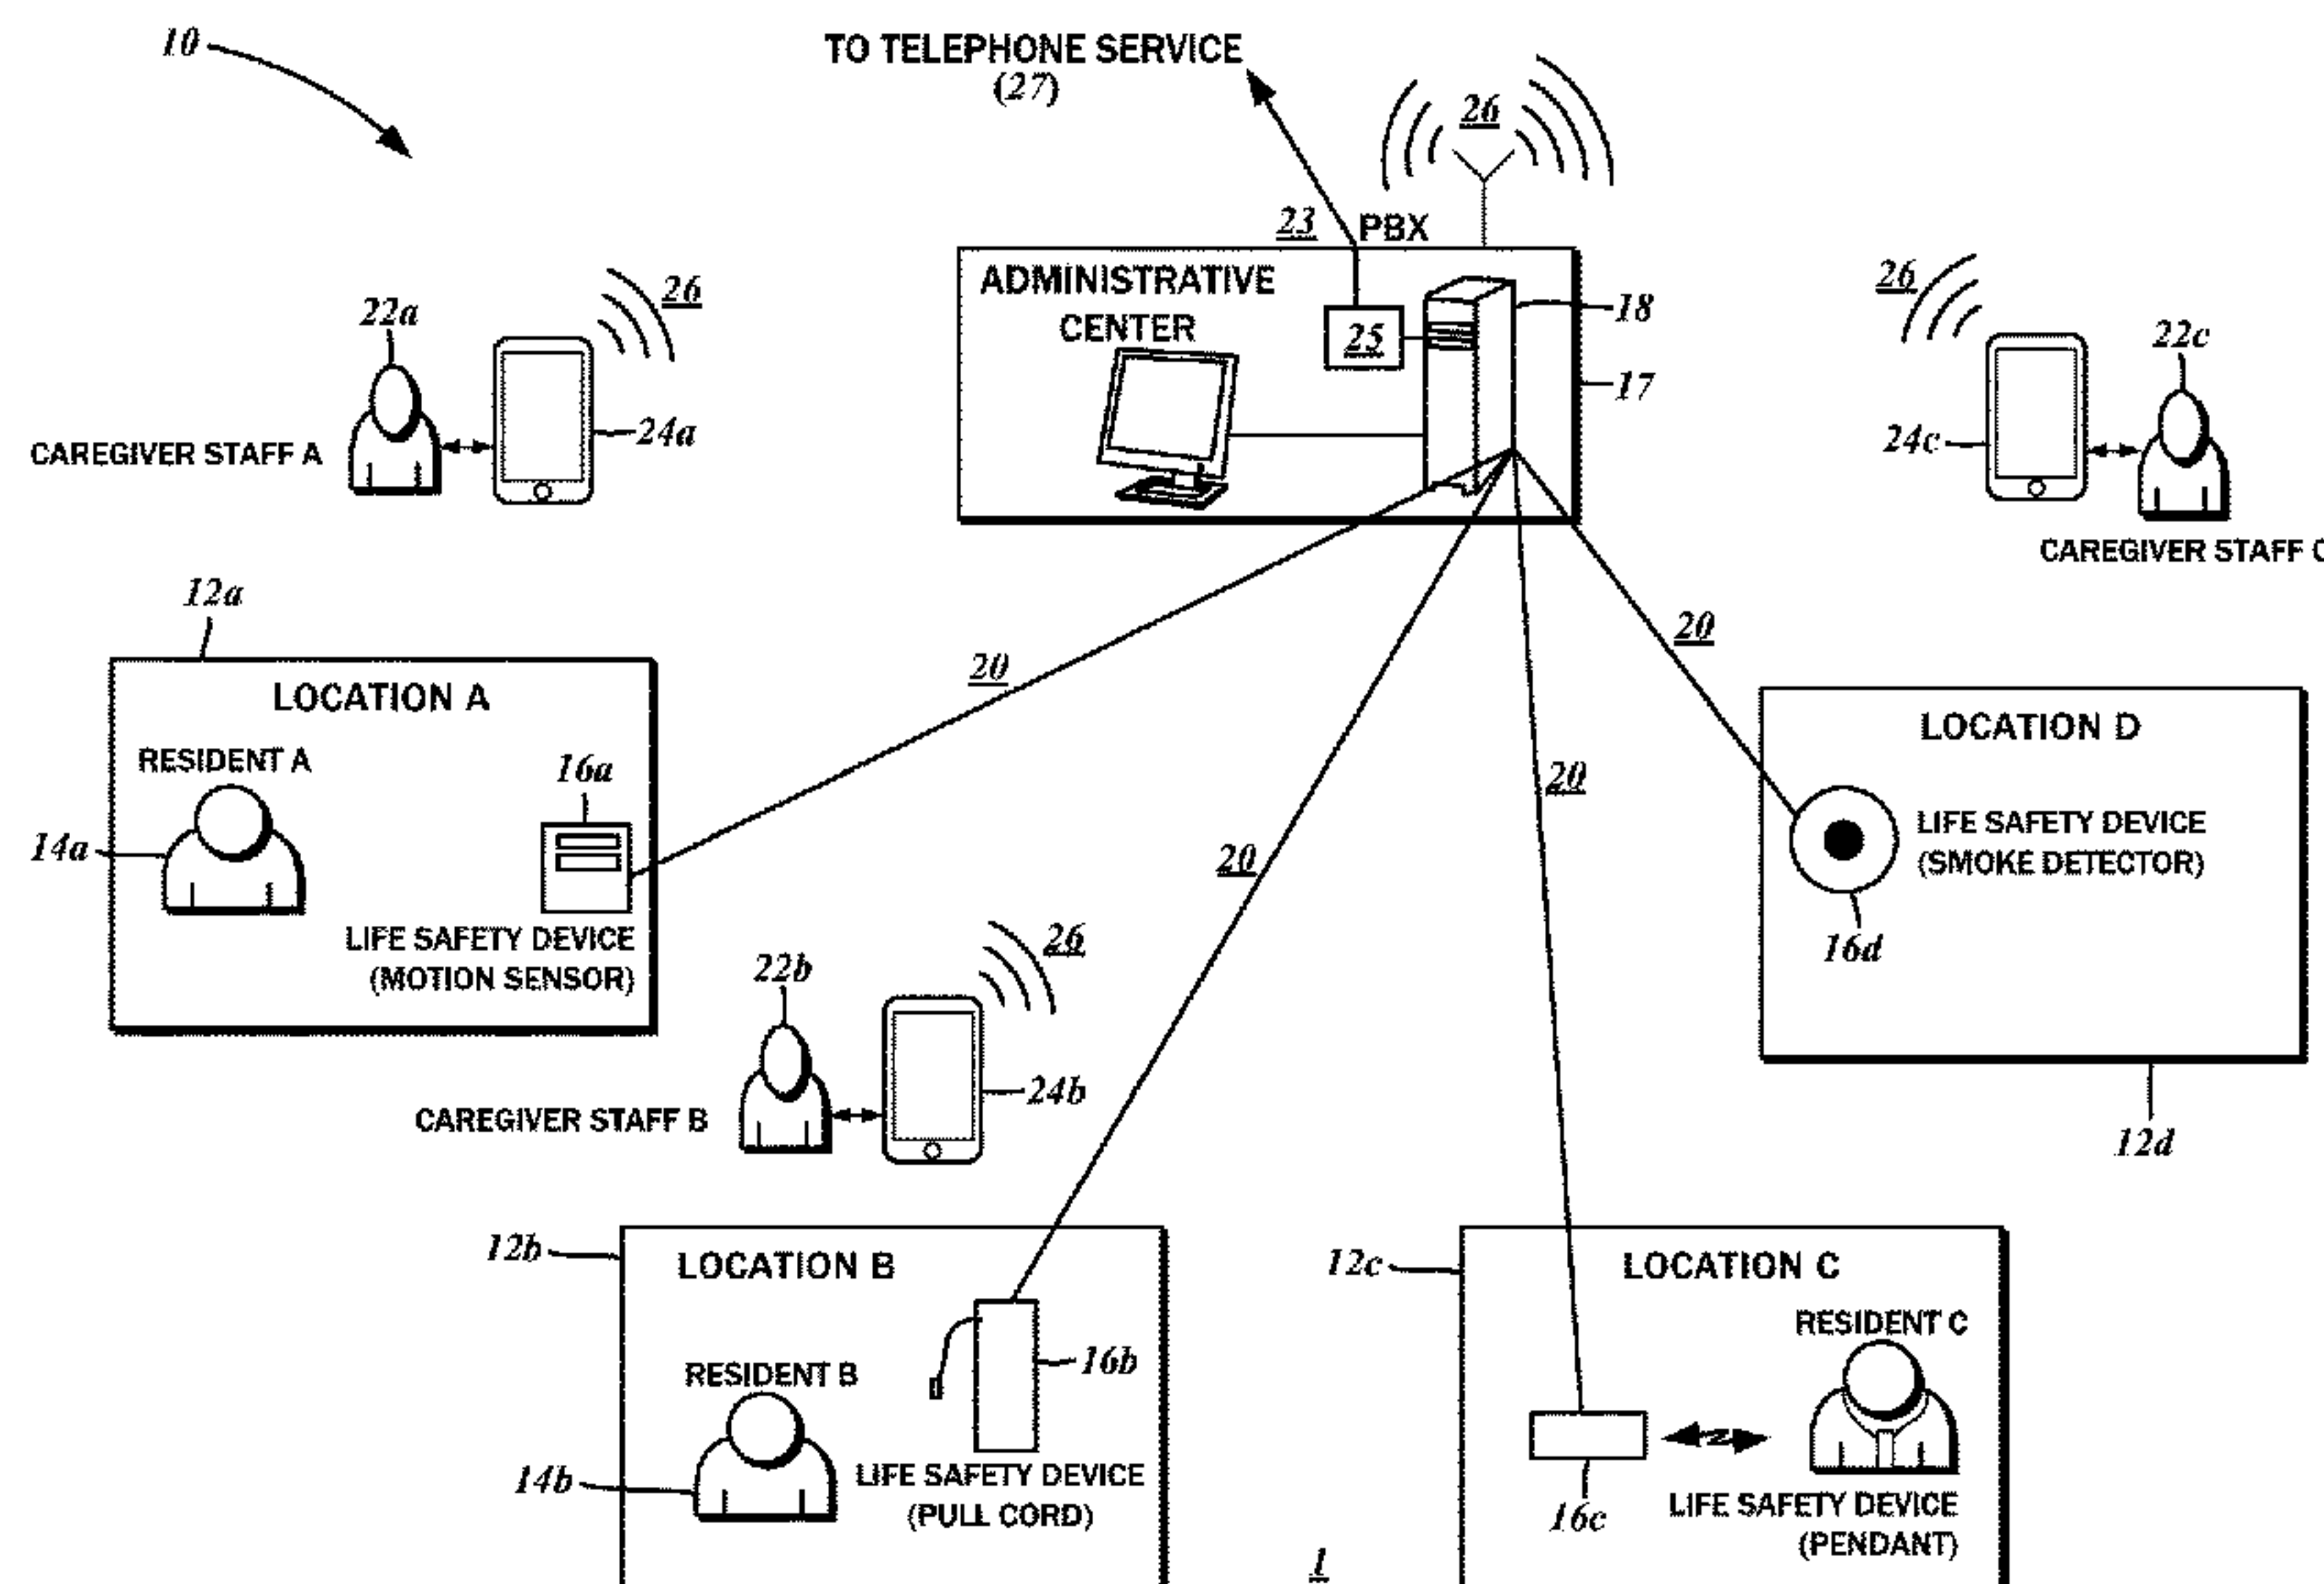 10
TO TELEPHONE SERVICE
(27)
26
23 PBX
ADMINISTRATIVE
CENTER
25
18
17
22a
26
24a
CAREGIVER STAFF A
26
22c
24c
CAREGIVER STAFF C
12a
LOCATION A
RESIDENT A
16a
14a
LIFE SAFETY DEVICE
(MOTION SENSOR)
20
20
20
20
LOCATION D
LIFE SAFETY DEVICE
(SMOKE DETECTOR)
16d
12d
22b
26
24b
CAREGIVER STAFF B
12b
LOCATION B
RESIDENT B
16b
14b
LIFE SAFETY DEVICE
(PULL CORD)
12c
LOCATION C
RESIDENT C
16c
LIFE SAFETY DEVICE
(PENDANT)
1